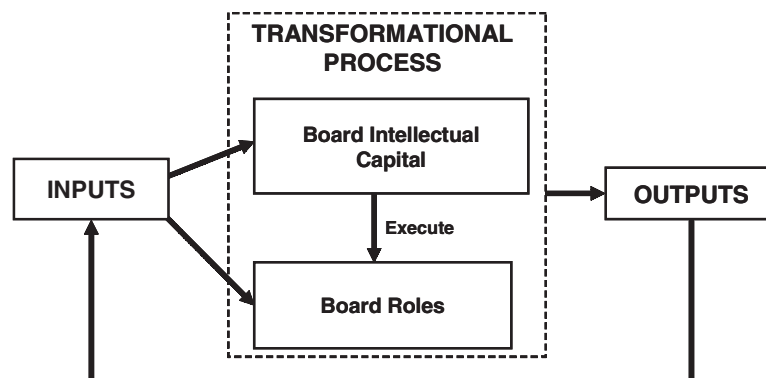 TRANSFORMATIONAL
PROCESS
Board Intellectual
Capital
INPUTS
OUTPUTS
Execute
Board Roles